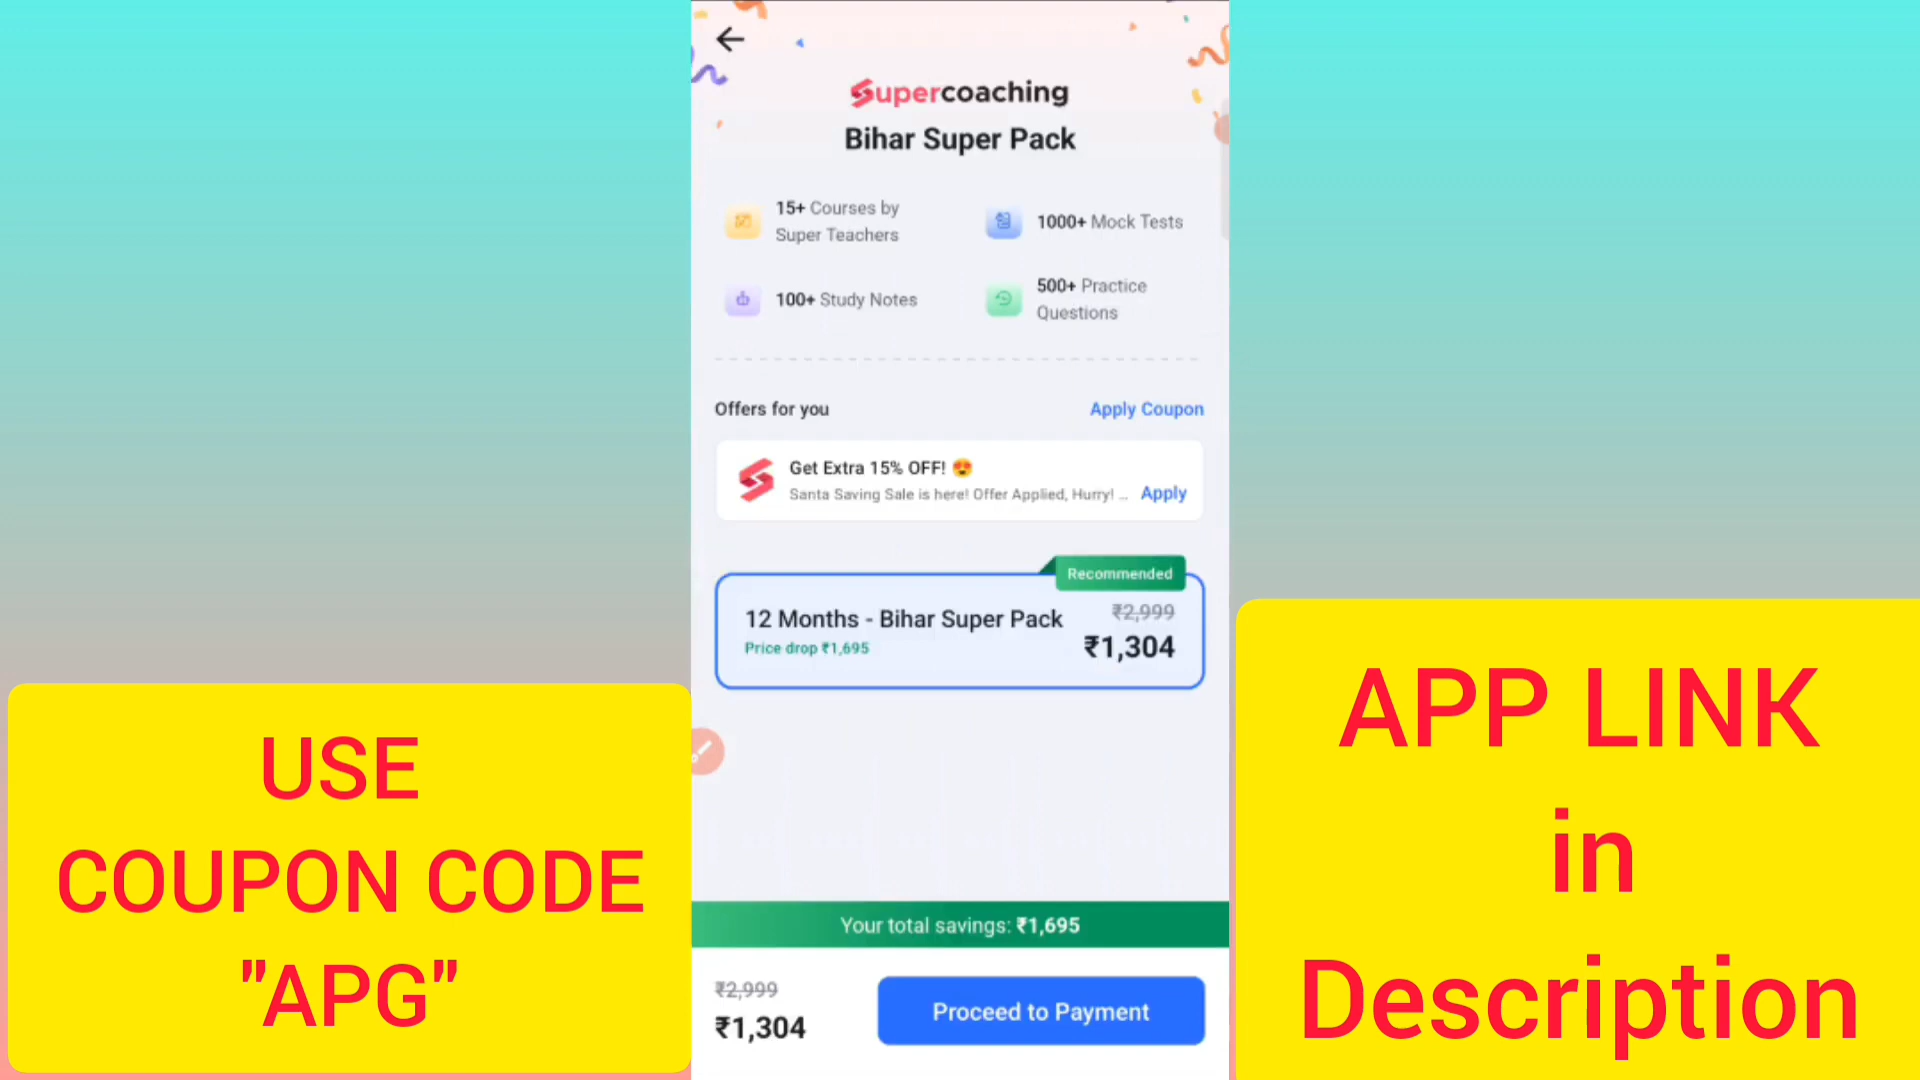 Supercoaching
Bihar Super Pack
15+ Courses by
Super Teachers
1000+ Mock Tests
100+ Study Notes
500+ Practice
Questions
Offers for you
Apply Coupon
Get Extra 15% OFF! 😍
Santa Saving Sale is here! Offer Applied, Hurry! ...
Apply
Recommended
12 Months - Bihar Super Pack
₹2,999
Price drop ₹1,695
₹1,304
Your total savings: ₹1,695
₹2,999
₹1,304
Proceed to Payment
USE
COUPON CODE
"APG"
APP LINK
in
Description